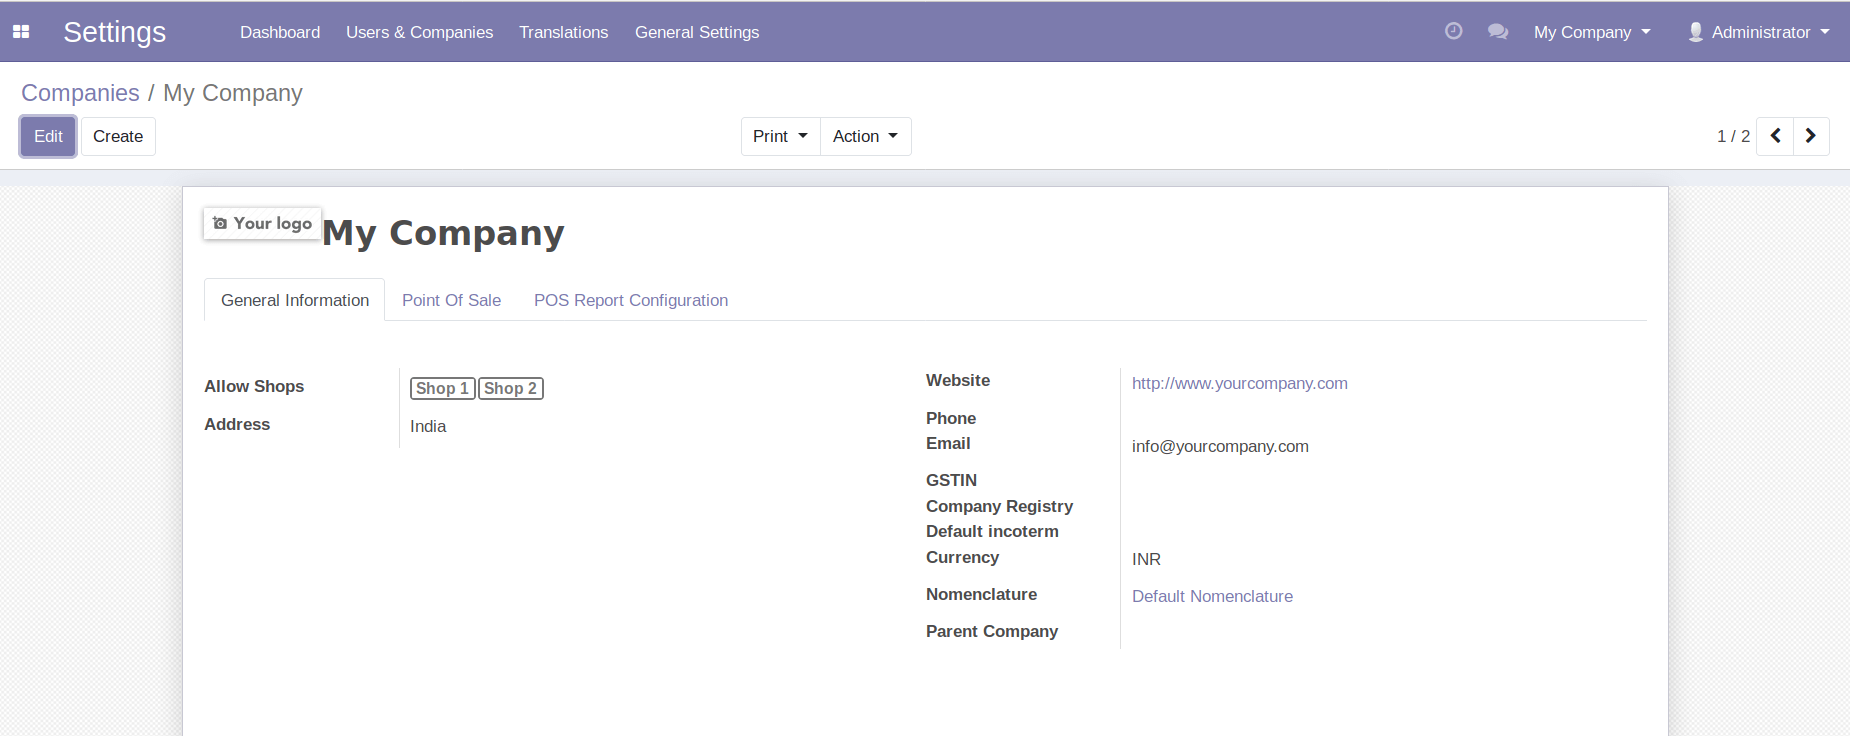 Settings Dashboard Users & Companies Translations General Settings My Company Administrator
Companies / My Company
Edit Create Print Action 1 / 2
Your logo My Company
General Information Point Of Sale POS Report Configuration
Allow Shops Shop 1 Shop 2
Address India
Website http://www.yourcompany.com
Phone
Email info@yourcompany.com
GSTIN
Company Registry
Default incoterm
Currency INR
Nomenclature Default Nomenclature
Parent Company